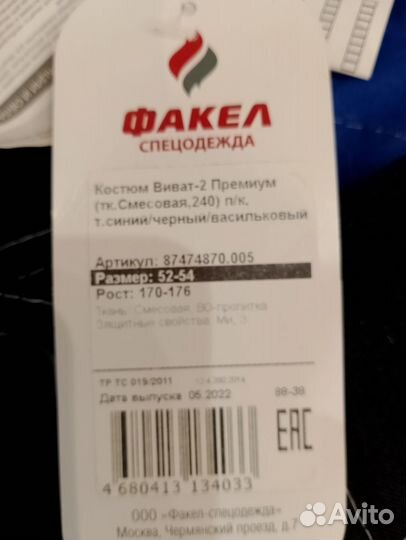 ФАКЕЛ
СПЕЦОДЕЖДА
Костюм Виват-2 Премиум
(тк.Смесовая,240) п/к,
т.синий/черный/васильковый
Артикул: 87474870.005
Размер: 52-54
Рост: 170-176
Ткань: Смесовая, ВО-пропитка
Защитные свойства: Ми, З
ТР ТС 019/2011
Дата выпуска 05.2022
88-38
EAC
4 680413 134033
ООО «Факел-спецодежда»
Москва, Чермянский проезд, д.7
Avito